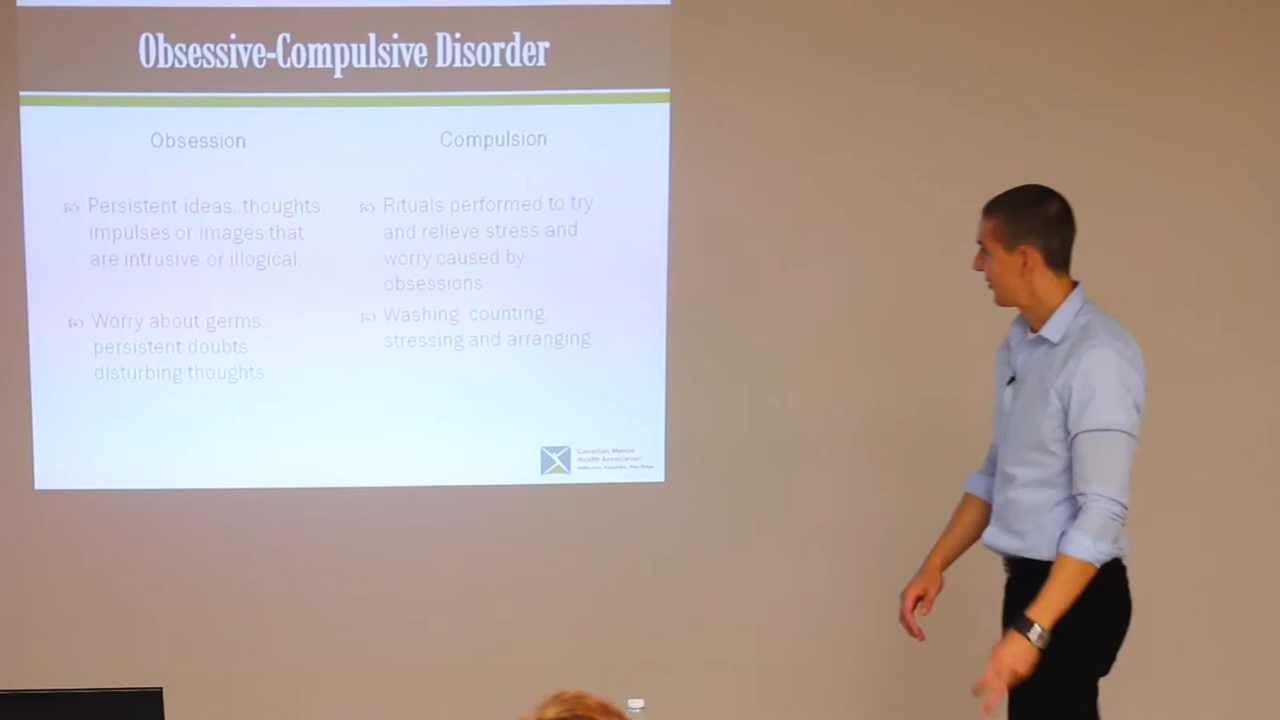 Obsessive-Compulsive Disorder
Obsession
Persistent ideas, thoughts,
impulses or images that
are intrusive or illogical.
Worry about germs,
persistent doubts
disturbing thoughts
Compulsion
Rituals performed to try
and relieve stress and
worry caused by
obsessions
Washing, counting,
stressing and arranging
Canadian Mental
Health Association